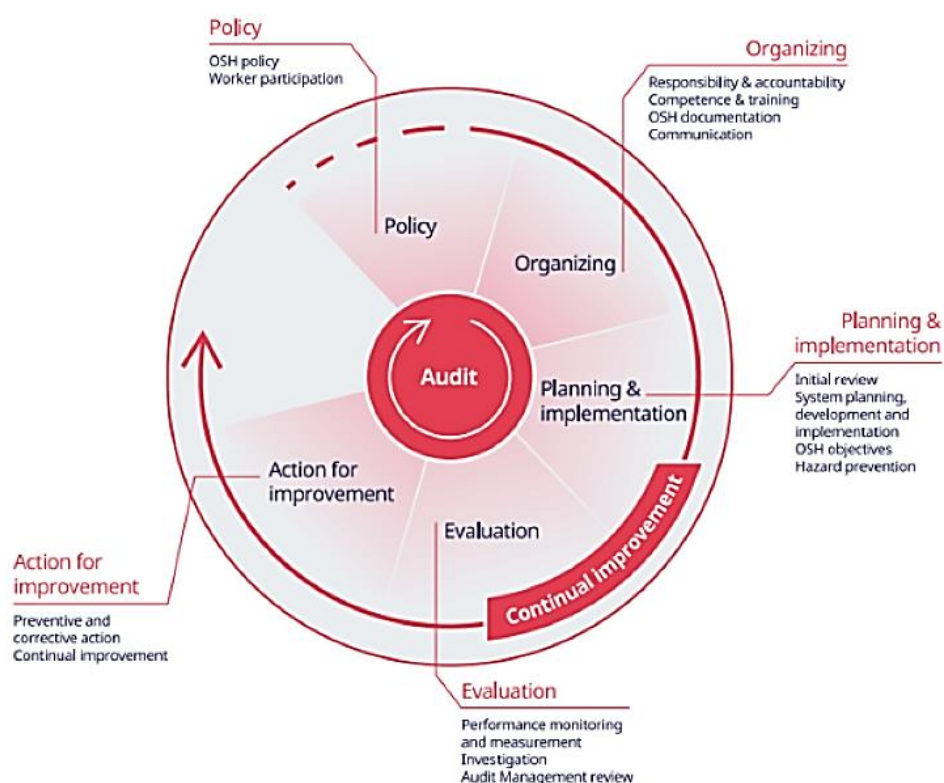 Policy
OSH policy
Worker participation
Organizing
Responsibility & accountability
Competence & training
OSH documentation
Communication
Policy
Organizing
Planning &
implementation
Initial review
System planning,
development and
implementation
OSH objectives
Hazard prevention
Audit
Planning &
implementation
Action for
improvement
Evaluation
Continual improvement
Action for
improvement
Preventive and
corrective action
Continual improvement
Evaluation
Performance monitoring
and measurement
Investigation
Audit Management review